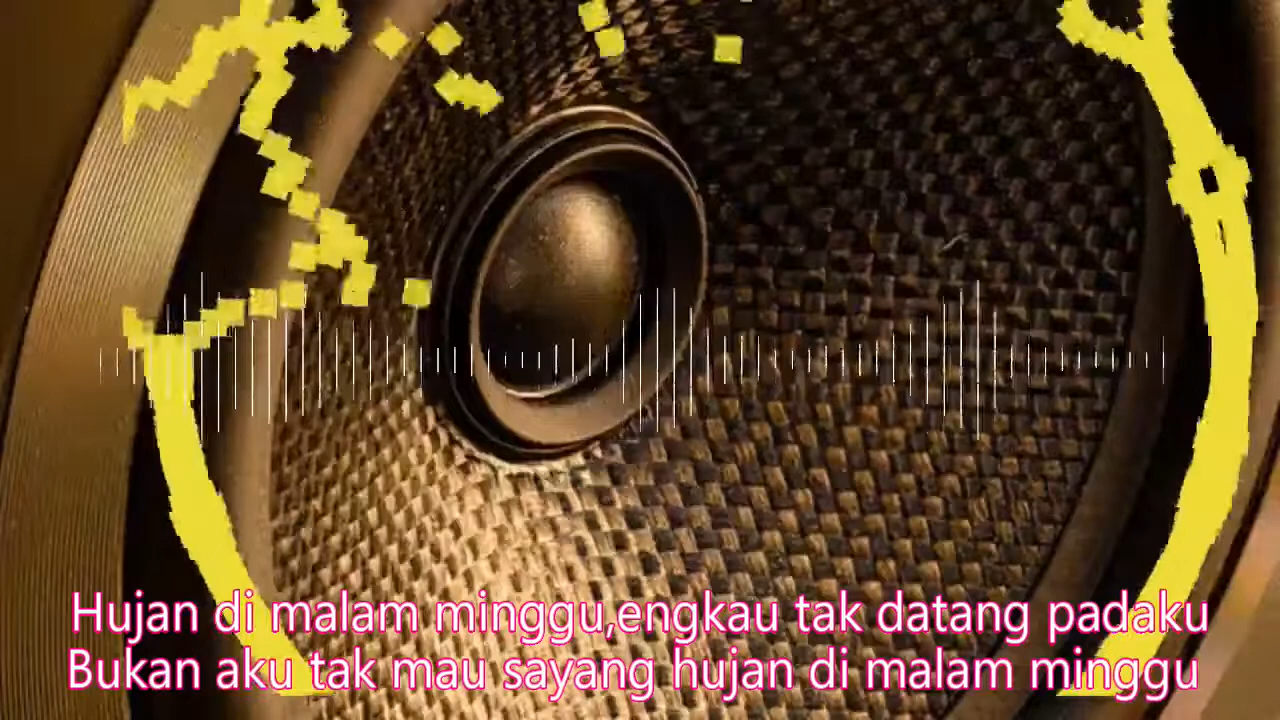 Hujan di malam minggu,engkau tak datang padaku
Bukan aku tak mau sayang hujan di malam minggu